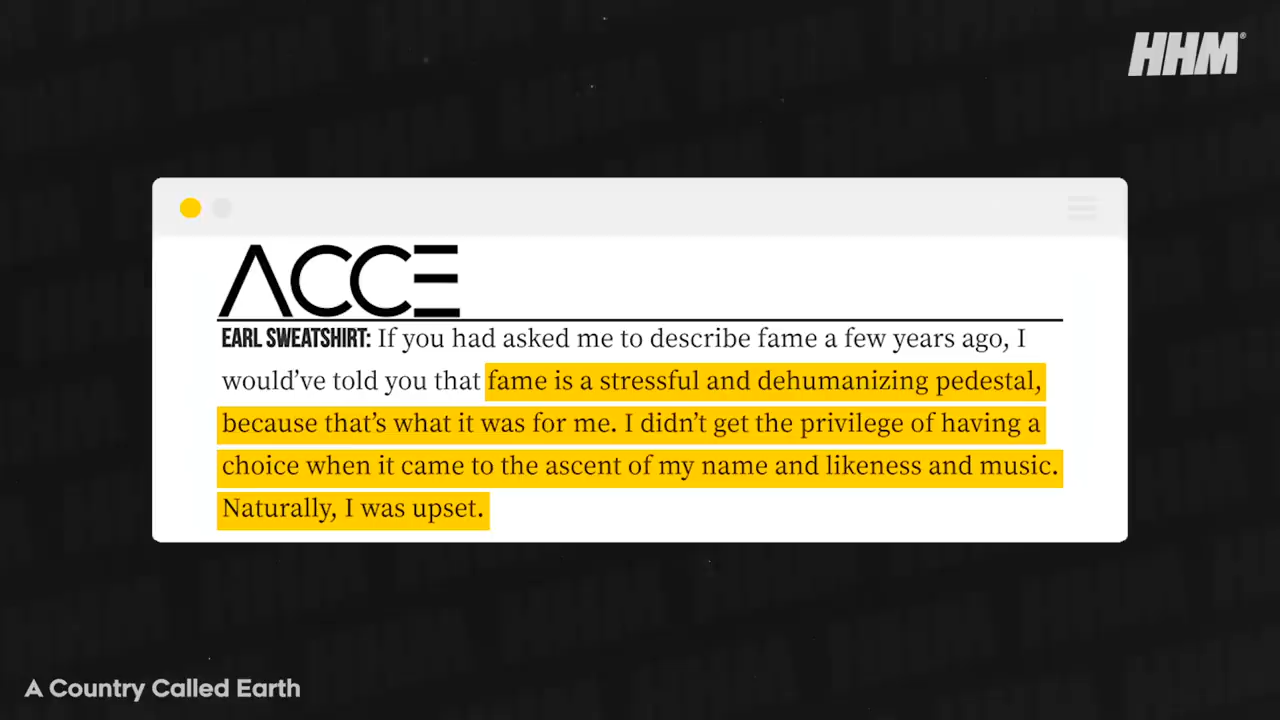 HHM®
ACCE
EARL SWEATSHIRT: If you had asked me to describe fame a few years ago, I
would’ve told you that fame is a stressful and dehumanizing pedestal,
because that’s what it was for me. I didn’t get the privilege of having a
choice when it came to the ascent of my name and likeness and music.
Naturally, I was upset.
A Country Called Earth